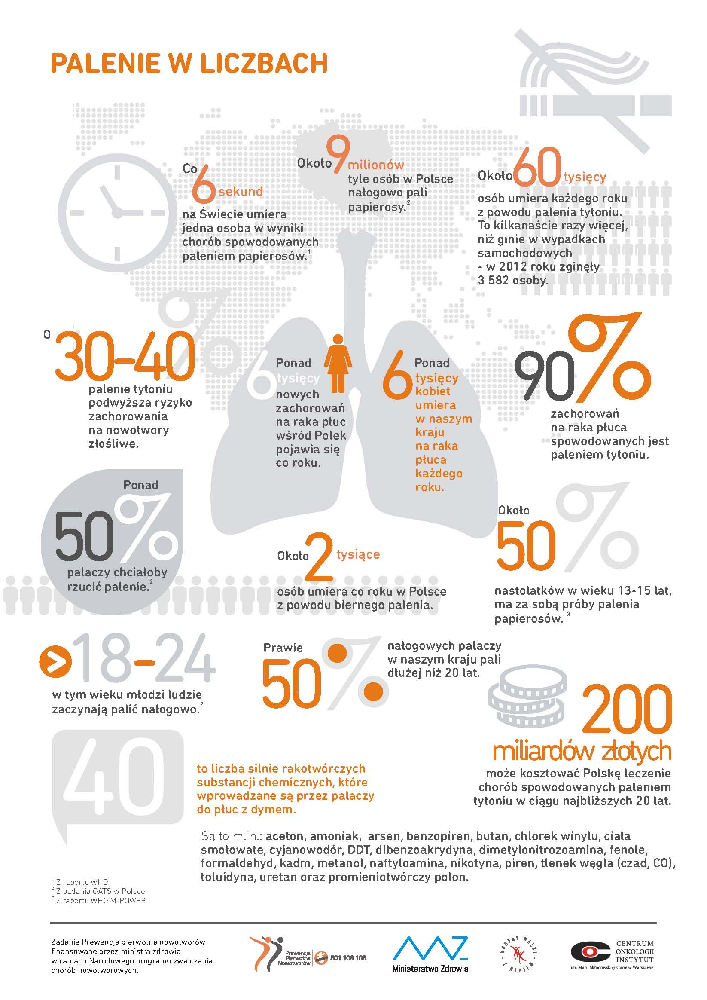 PALENIE W LICZBACH
Co 6 sekund
na Świecie umiera
jedna osoba w wyniki
chorób spowodowanych
paleniem papierosów.¹
Około 9 milionów
tyle osób w Polsce
nałogowo pali
papierosy.²
Około 60 tysięcy
osób umiera każdego roku
z powodu palenia tytoniu.
To kilkanaście razy więcej,
niż ginie w wypadkach
samochodowych
- w 2012 roku zginęły
3 582 osoby.
O 30-40%
palenie tytoniu
podwyższa ryzyko
zachorowania
na nowotwory
złośliwe.
Ponad
6 tysięcy
nowych
zachorowań
na raka płuc
wśród Polek
pojawia się
co roku.
Ponad
6 tysięcy
kobiet
umiera
w naszym
kraju
na raka
płuca
każdego
roku.
90%
zachorowań
na raka płuca
spowodowanych jest
paleniem tytoniu.
Ponad
50%
palaczy chciałoby
rzucić palenie.²
Około 2 tysiące
osób umiera co roku w Polsce
z powodu biernego palenia.
Około
50%
nastolatków w wieku 13-15 lat,
ma za sobą próby palenia
papierosów. ³
>18-24
w tym wieku młodzi ludzie
zaczynają palić nałogowo.²
Prawie
50%
nałogowych palaczy
w naszym kraju pali
dłużej niż 20 lat.
200
miliardów złotych
może kosztować Polskę leczenie
chorób spowodowanych paleniem
tytoniu w ciągu najbliższych 20 lat.
40
to liczba silnie rakotwórczych
substancji chemicznych, które
wprowadzane są przez palaczy
do płuc z dymem.
Są to m.in.: aceton, amoniak, arsen, benzopiren, butan, chlorek winylu, ciała
smołowate, cyjanowodór, DDT, dibenzoakrydyna, dimetylonitrozoamina, fenole,
formaldehyd, kadm, metanol, naftyloamina, nikotyna, piren, tlenek węgla (czad, CO),
toluidyna, uretan oraz promieniotwórczy polon.
¹ Z raportu WHO
² Z badania GATS w Polsce
³ Z raportu WHO M-POWER
Zadanie Prewencja pierwotna nowotworów
finansowane przez ministra zdrowia
w ramach Narodowego programu zwalczania
chorób nowotworowych.
Prewencja
Pierwotna
Nowotworów
801 108 108
Ministerstwo Zdrowia
KODEKS WALKI
Z RAKIEM
CENTRUM
ONKOLOGII
INSTYTUT
im. Marii Skłodowskiej-Curie w Warszawie